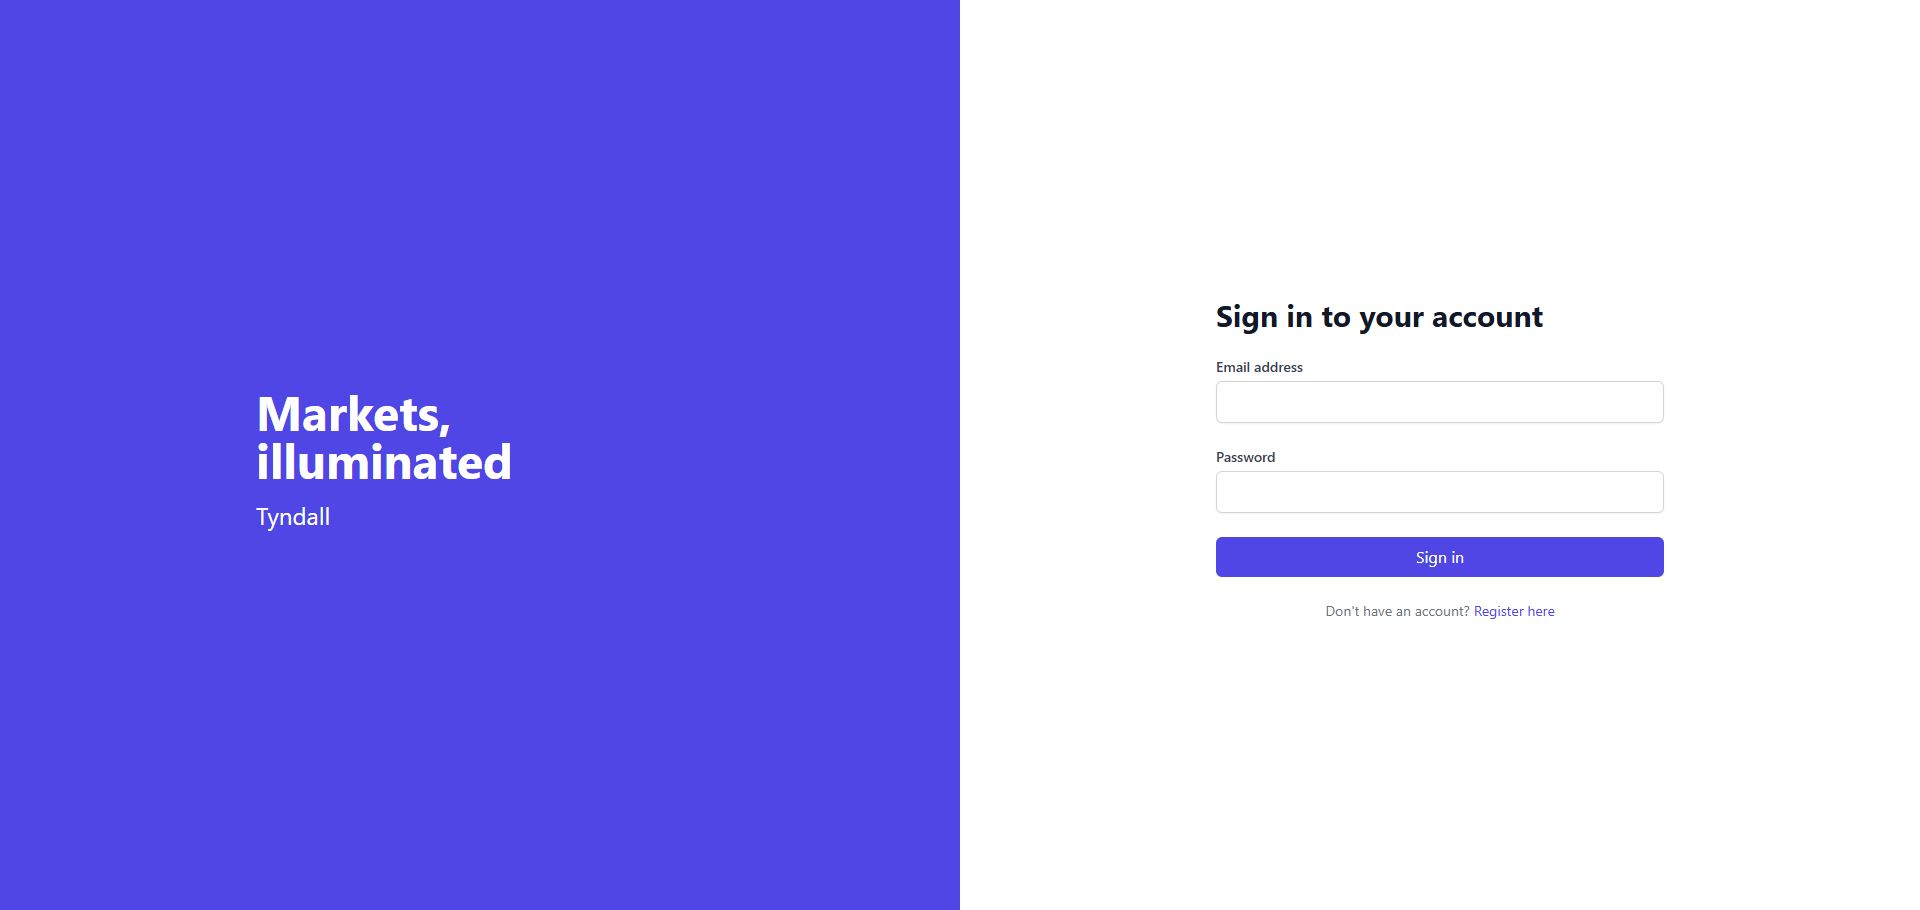 Markets,
illuminated
Tyndall
Sign in to your account
Email address
Password
Sign in
Don't have an account? Register here